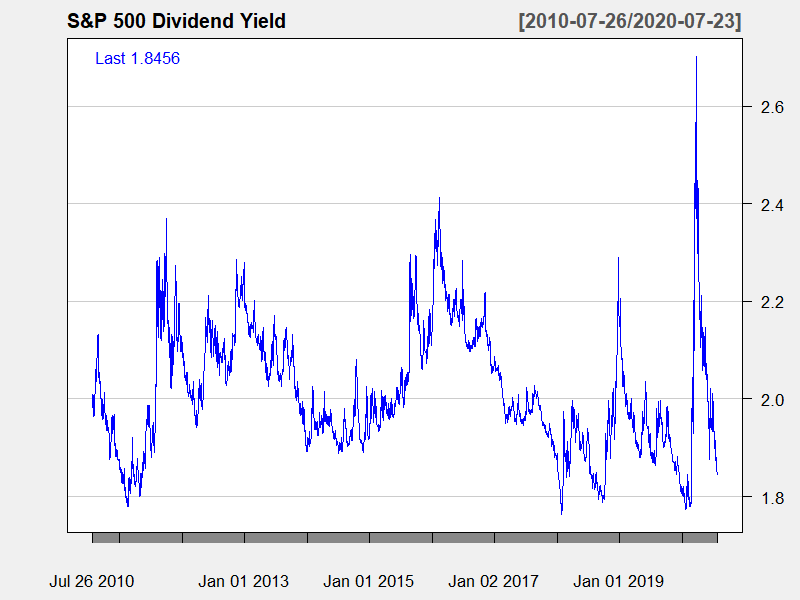 S&P 500 Dividend Yield [2010-07-26/2020-07-23]
Last 1.8456
2.6
2.4
2.2
2.0
1.8
Jul 26 2010 Jan 01 2013 Jan 01 2015 Jan 02 2017 Jan 01 2019